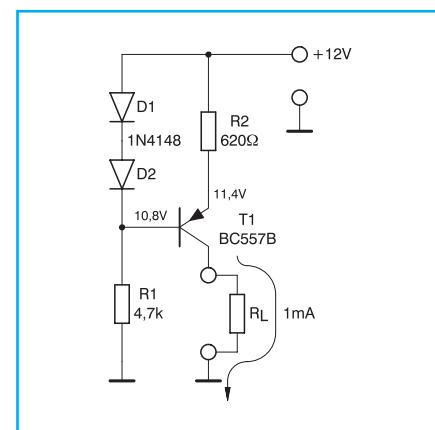 +12V
D1
1N4148
D2
R2
620Ω
11,4V
10,8V
T1
BC557B
R1
4,7k
RL
1mA